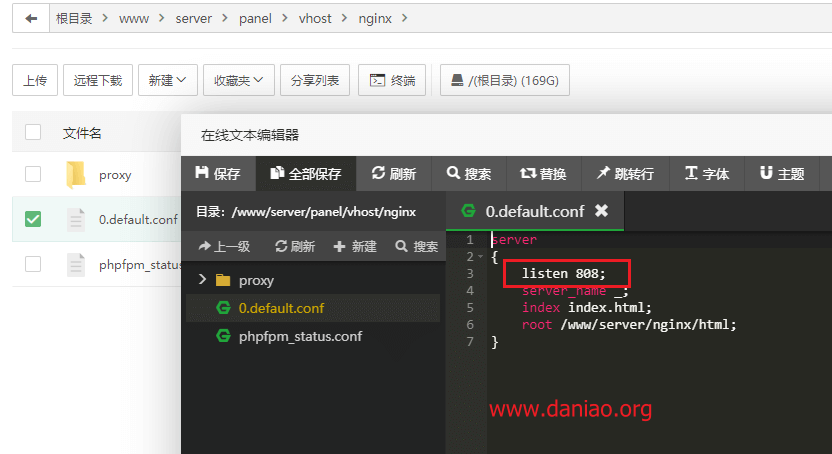 根目录 > www > server > panel > vhost > nginx >
上传 远程下载 新建 收藏夹 分享列表 终端 /(根目录) (169G)
文件名
proxy
0.default.conf
phpfpm_status
在线文本编辑器
保存 全部保存 刷新 搜索 替换 跳转行 字体 主题
目录: /www/server/panel/vhost/nginx
上一级 刷新 新建 搜索
proxy
0.default.conf
phpfpm_status.conf
0.default.conf ✖
1 server
2 {
3 listen 808;
4 server_name _;
5 index index.html;
6 root /www/server/nginx/html;
7 }
www.daniao.org